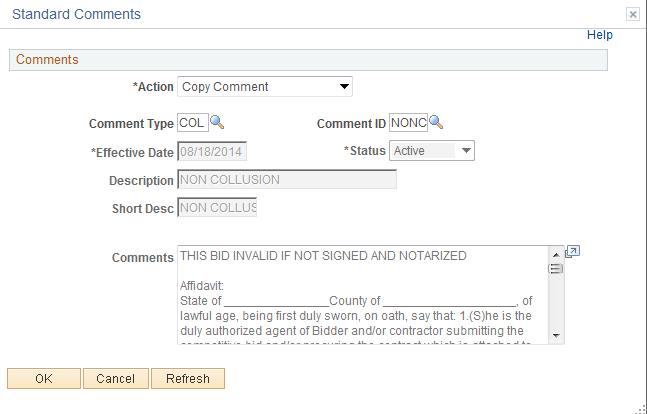 Standard Comments
Help
Comments
*Action Copy Comment
Comment Type COL Comment ID NONC
*Effective Date 08/18/2014 *Status Active
Description NON COLLUSION
Short Desc NON COLLUS
Comments THIS BID INVALID IF NOT SIGNED AND NOTARIZED
Affidavit:
State of ________________County of ____________________, of
lawful age, being first duly sworn, on oath, say that: 1.(S)he is the
duly authorized agent of Bidder and/or contractor submitting the
competitive bid and/or procuring the contract which is attached to
OK Cancel Refresh